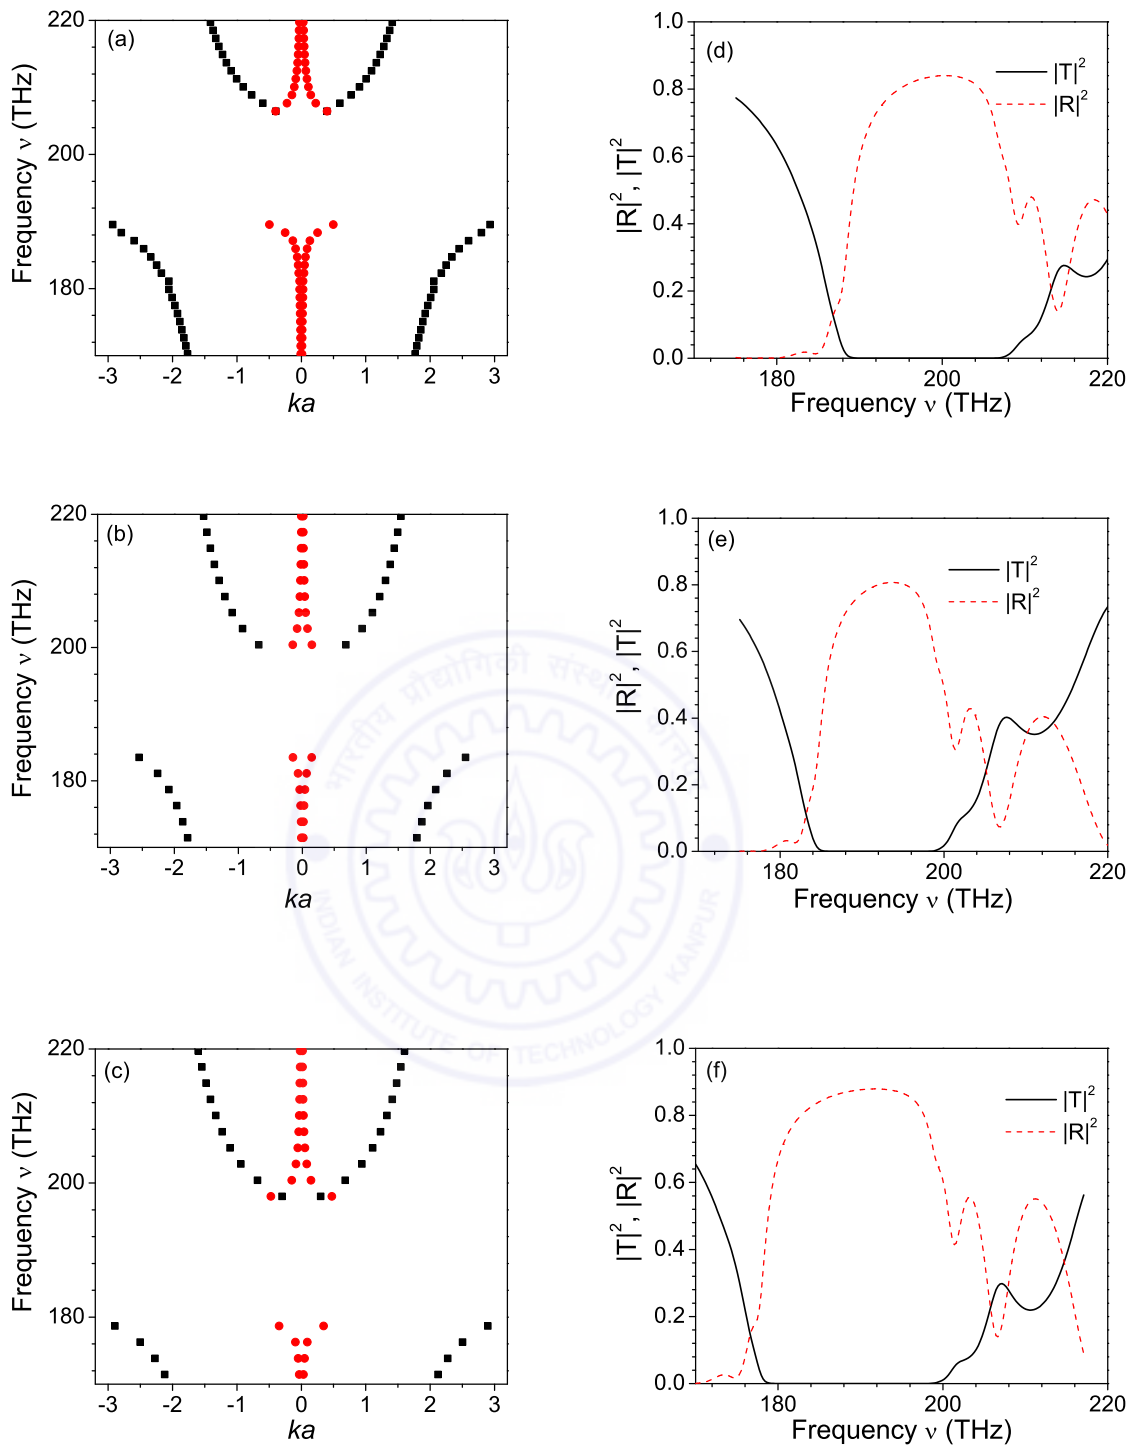 (a)
Frequency ν (THz)
220
200
180
-3 -2 -1 0 1 2 3
ka
(d)
|T|²
|R|²
|R|², |T|²
1.0
0.8
0.6
0.4
0.2
0.0
180 200 220
Frequency ν (THz)
(b)
Frequency ν (THz)
220
200
180
-3 -2 -1 0 1 2 3
ka
(e)
|T|²
|R|²
|R|², |T|²
1.0
0.8
0.6
0.4
0.2
0.0
180 200 220
Frequency ν (THz)
भारतीय प्रौद्योगिकी संस्थान कानपुर
INDIAN INSTITUTE OF TECHNOLOGY KANPUR
(c)
Frequency ν (THz)
220
200
180
-3 -2 -1 0 1 2 3
ka
(f)
|T|²
|R|²
|T|², |R|²
1.0
0.8
0.6
0.4
0.2
0.0
180 200 220
Frequency ν (THz)